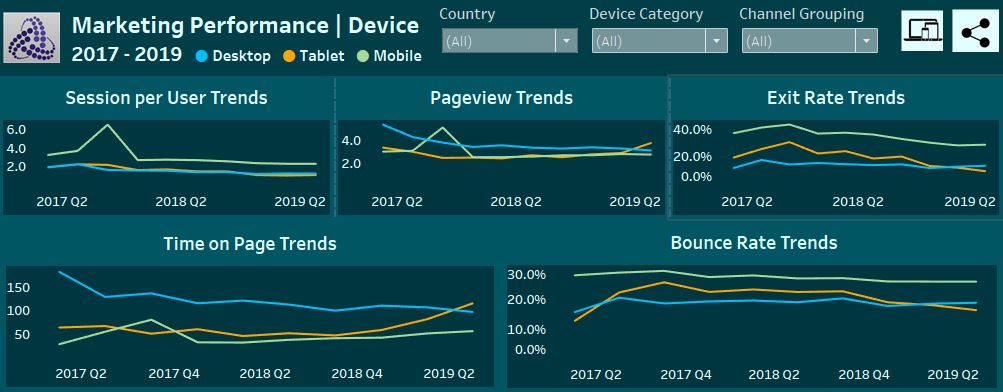 Marketing Performance | Device
2017 - 2019 Desktop Tablet Mobile
Country
(All)
Device Category
(All)
Channel Grouping
(All)
Session per User Trends
6.0
4.0
2.0
2017 Q2 2018 Q2 2019 Q2
Pageview Trends
4.0
2.0
2017 Q2 2018 Q2 2019 Q2
Exit Rate Trends
40.0%
20.0%
0.0%
2017 Q2 2018 Q2 2019 Q2
Time on Page Trends
150
100
50
2017 Q2 2017 Q4 2018 Q2 2018 Q4 2019 Q2
Bounce Rate Trends
30.0%
20.0%
10.0%
0.0%
2017 Q2 2017 Q4 2018 Q2 2018 Q4 2019 Q2